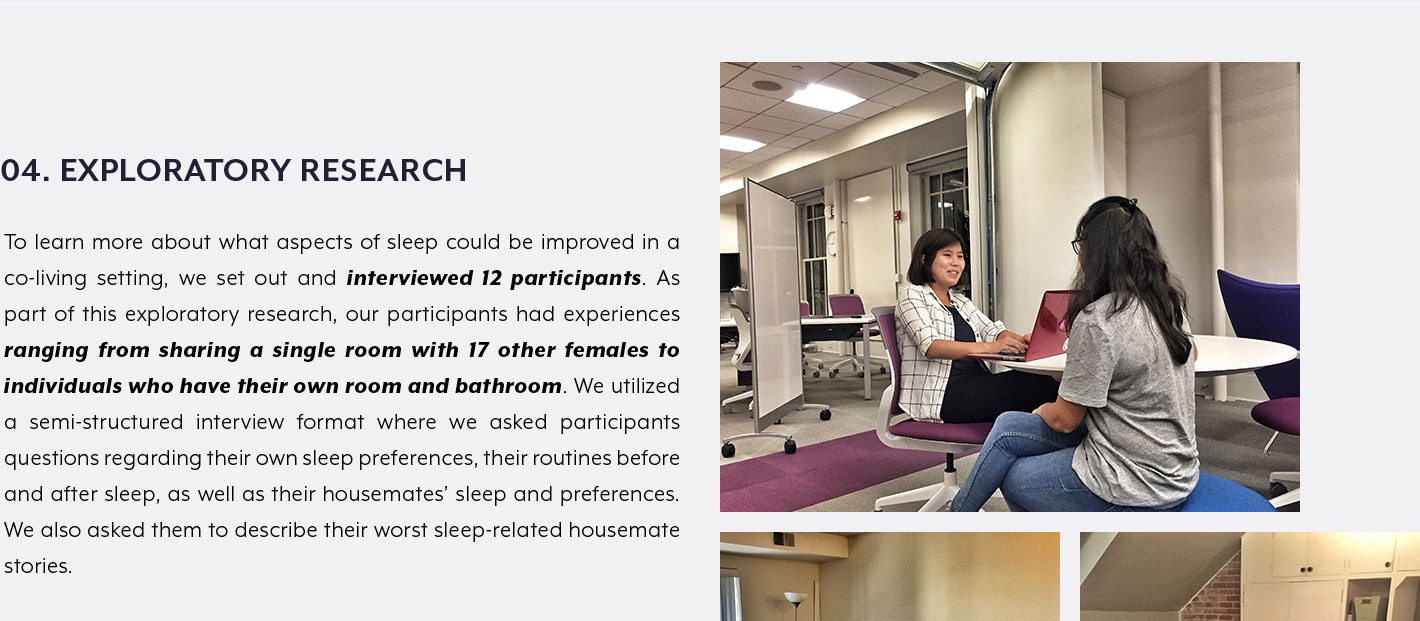 04. EXPLORATORY RESEARCH
To learn more about what aspects of sleep could be improved in a
co-living setting, we set out and interviewed 12 participants. As
part of this exploratory research, our participants had experiences
ranging from sharing a single room with 17 other females to
individuals who have their own room and bathroom. We utilized
a semi-structured interview format where we asked participants
questions regarding their own sleep preferences, their routines before
and after sleep, as well as their housemates’ sleep and preferences.
We also asked them to describe their worst sleep-related housemate
stories.